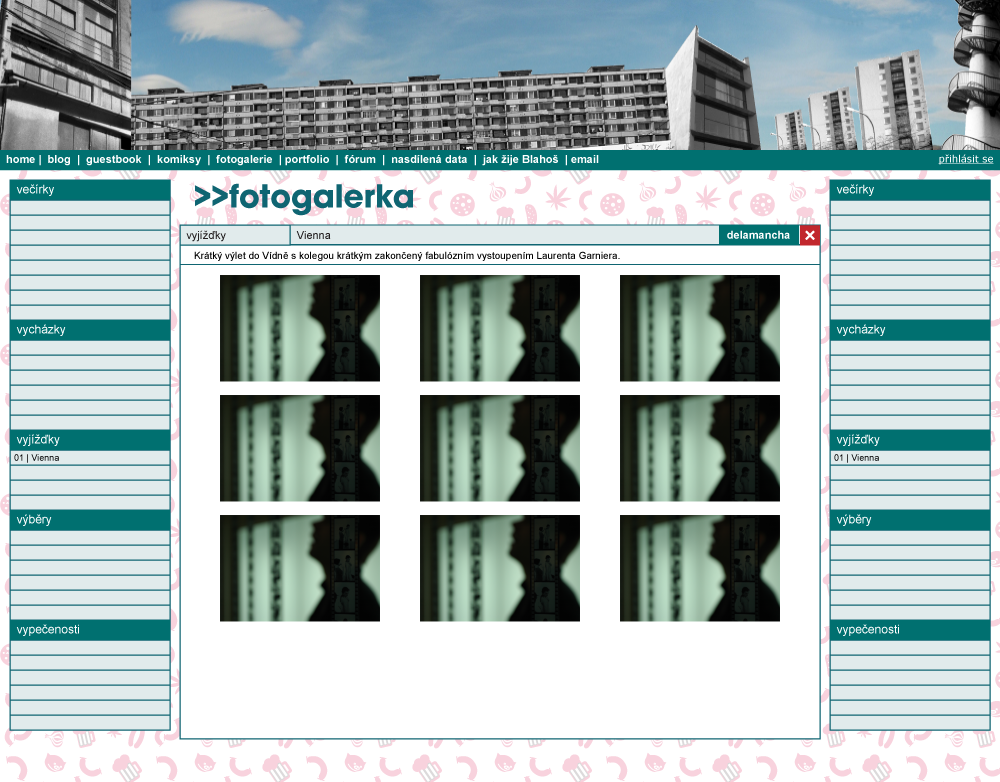 home | blog | guestbook | komiksy | fotogalerie | portfolio | fórum | nasdílená data | jak žije Blahoš | email
přihlásit se
>>fotogalerka
vyjížďky
Vienna
delamancha
Krátký výlet do Vídně s kolegou krátkým zakončený fabulózním vystoupením Laurenta Garniera.
večírky
vycházky
vyjížďky
01 | Vienna
výběry
vypečenosti
večírky
vycházky
vyjížďky
01 | Vienna
výběry
vypečenosti